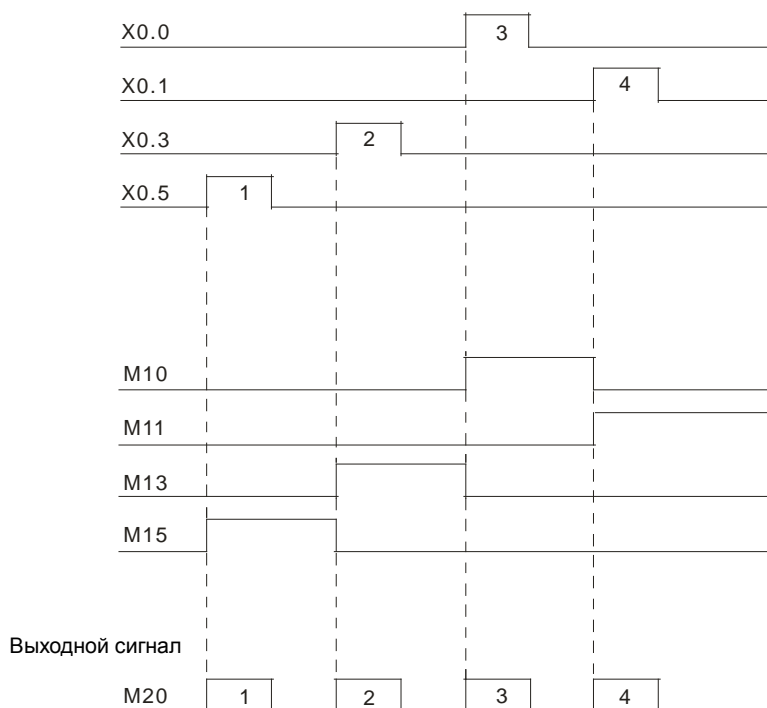 X0.0 3
X0.1 4
X0.3 2
X0.5 1
M10
M11
M13
M15
Выходной сигнал
M20 1 2 3 4